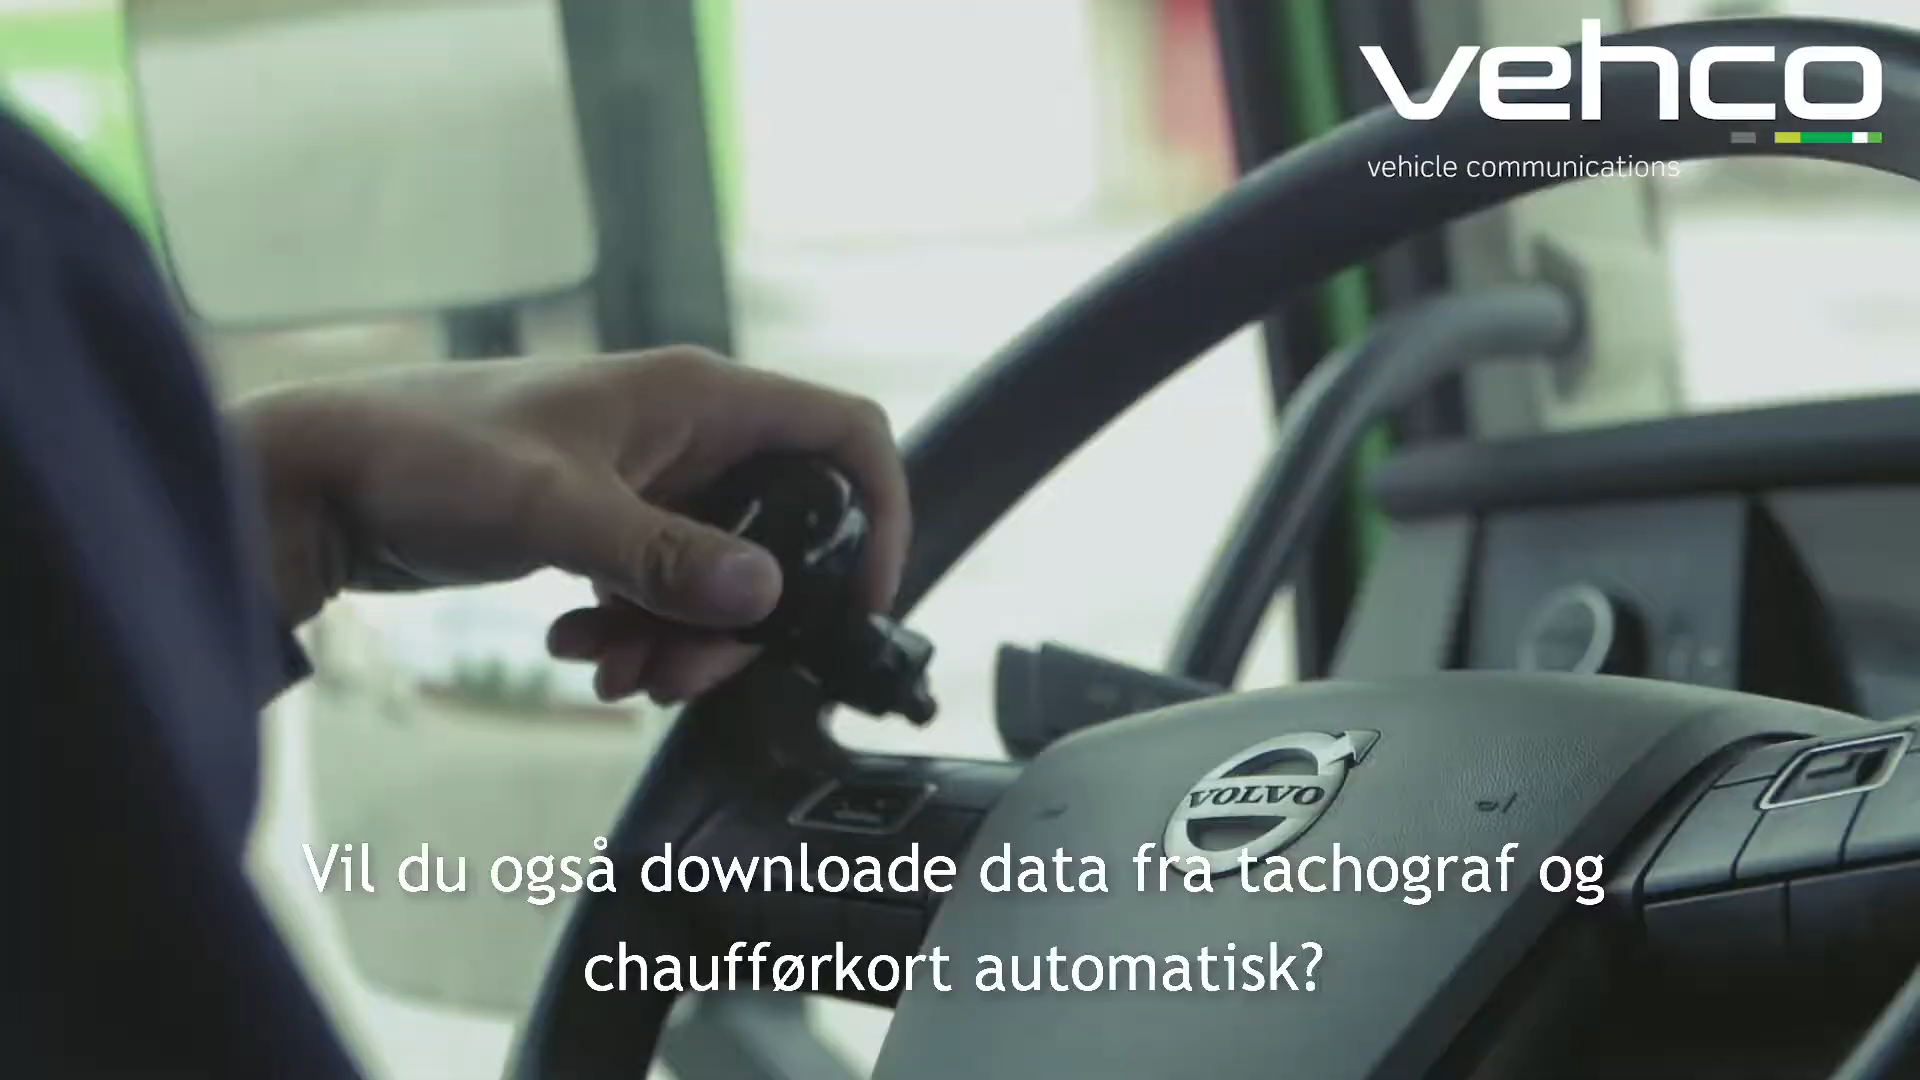 vehco
vehicle communications
VOLVO
Vil du også downloade data fra tachograf og
chaufførkort automatisk?